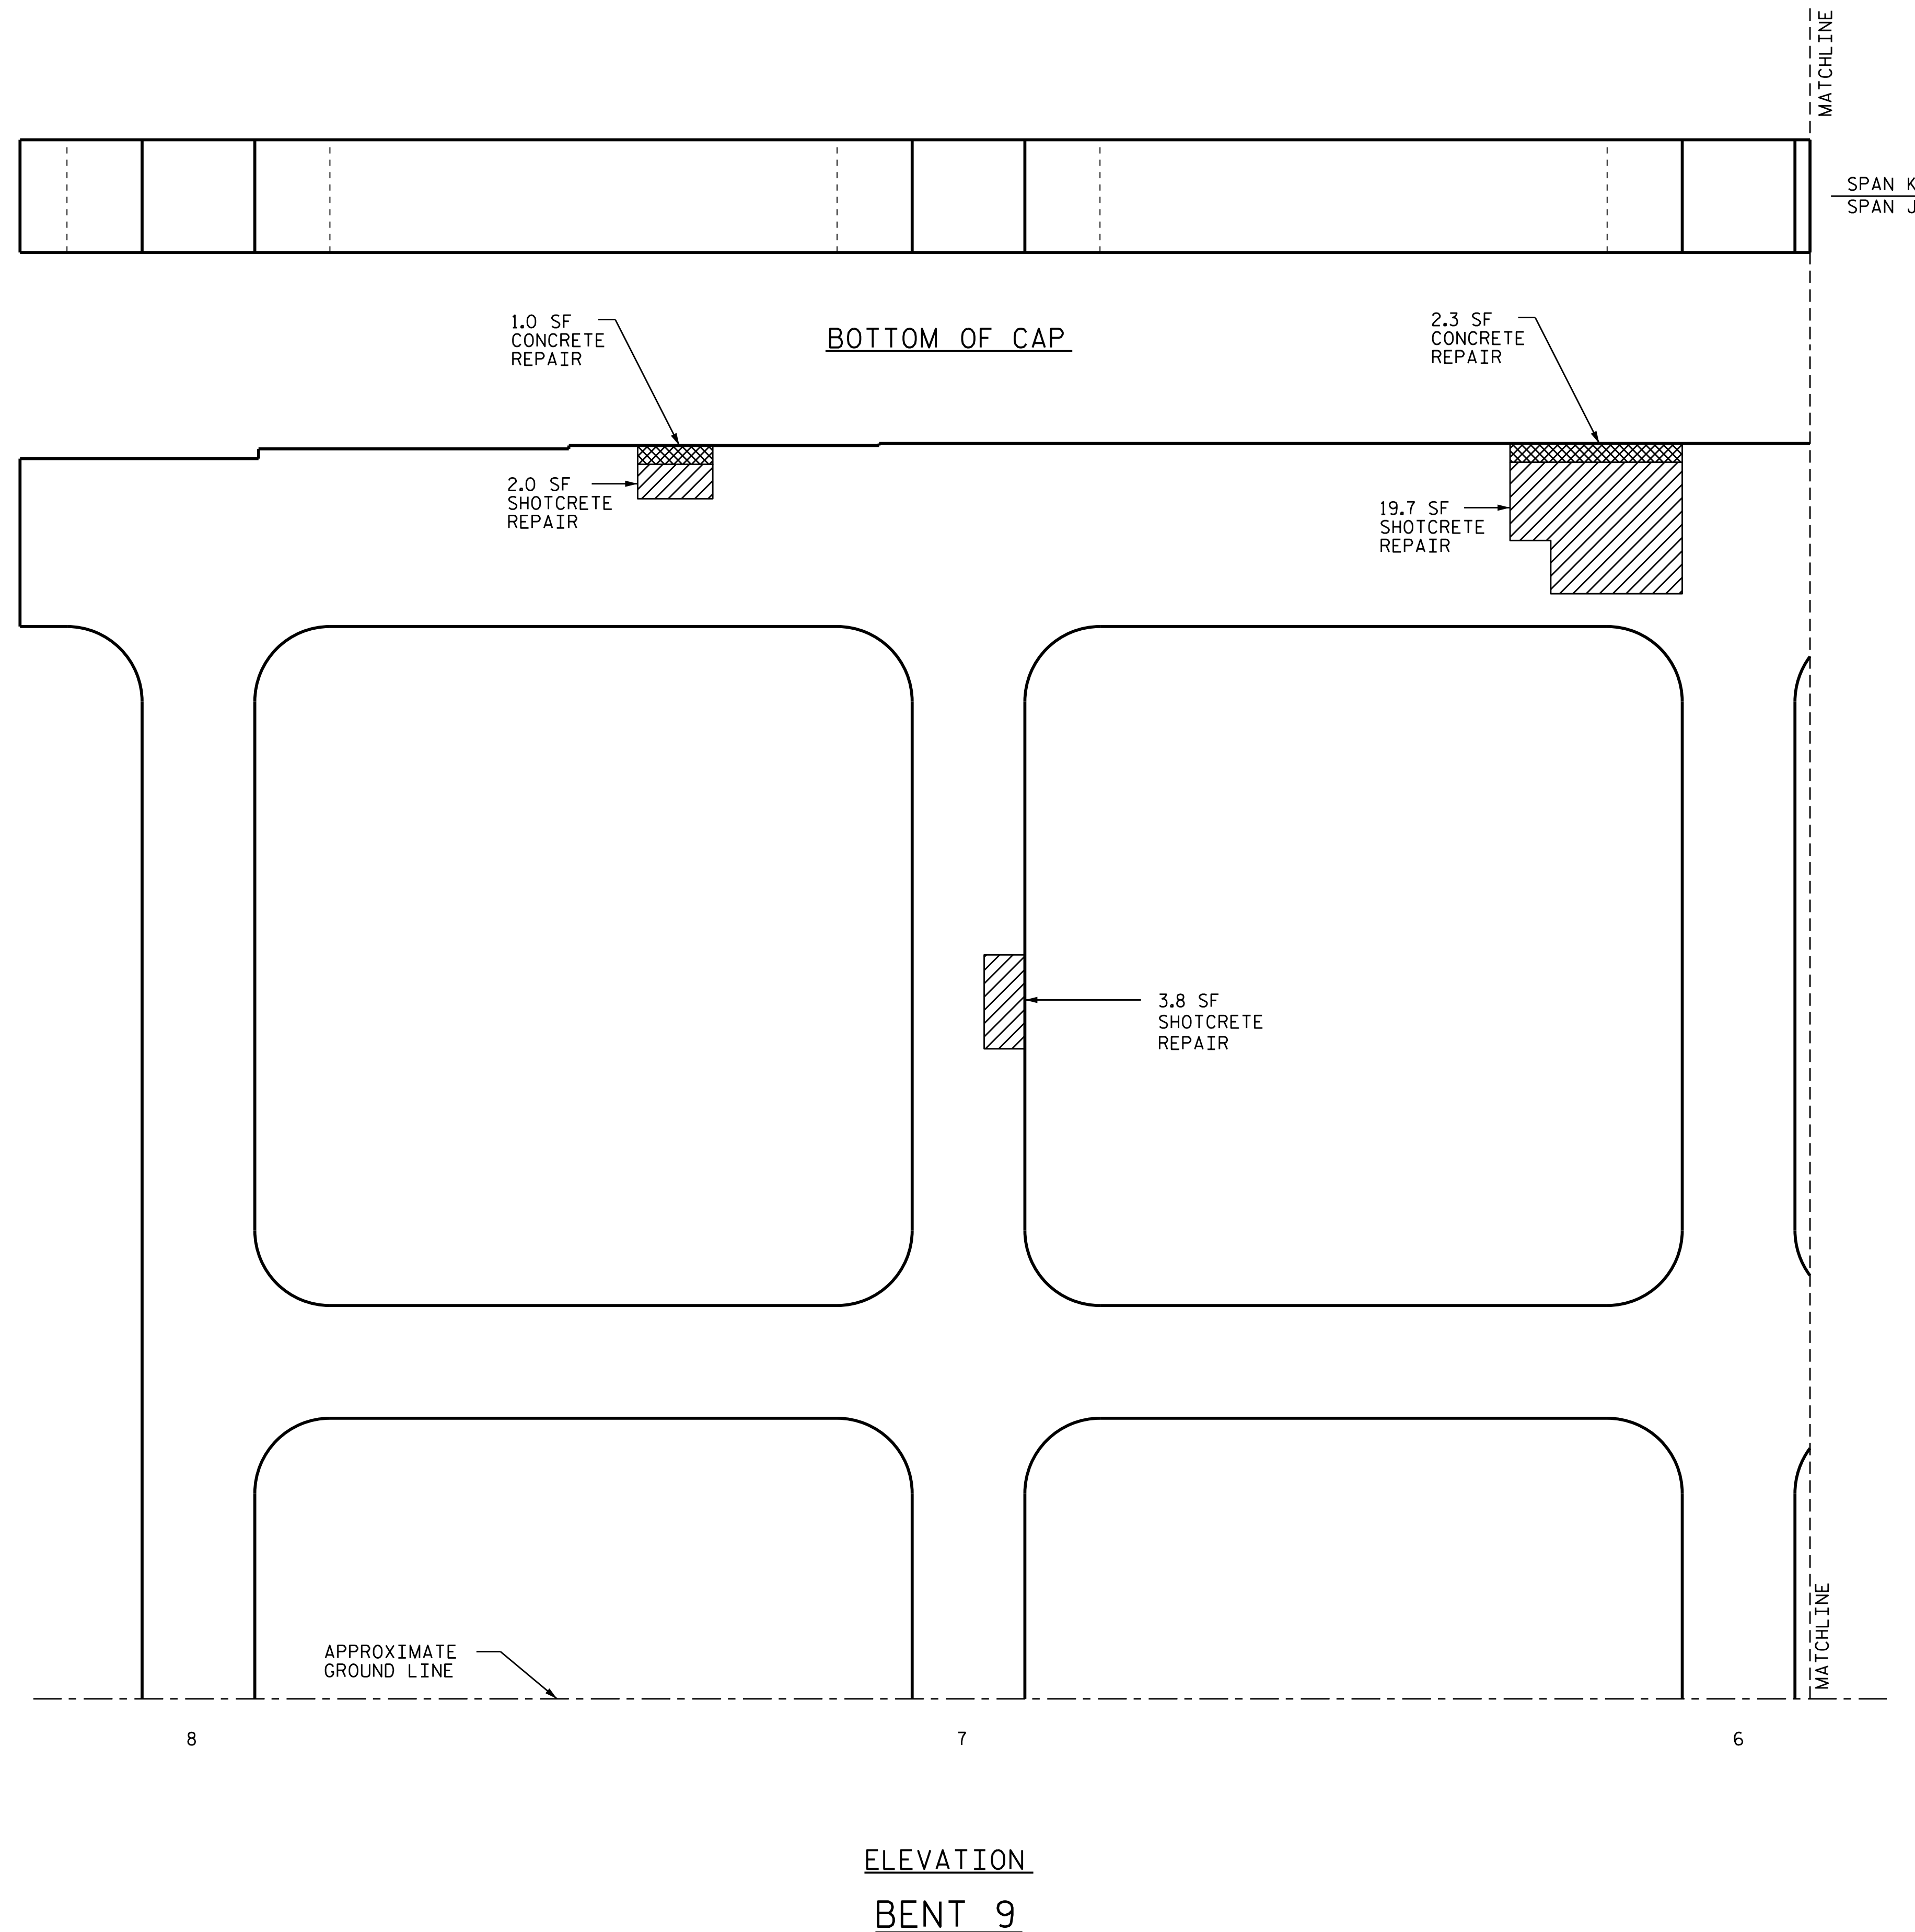 MATCHLINE
SPAN K
SPAN J
1.0 SF
CONCRETE
REPAIR
BOTTOM OF CAP
2.3 SF
CONCRETE
REPAIR
2.0 SF
SHOTCRETE
REPAIR
19.7 SF
SHOTCRETE
REPAIR
3.8 SF
SHOTCRETE
REPAIR
APPROXIMATE
GROUND LINE
MATCHLINE
8
7
6
ELEVATION
BENT 9